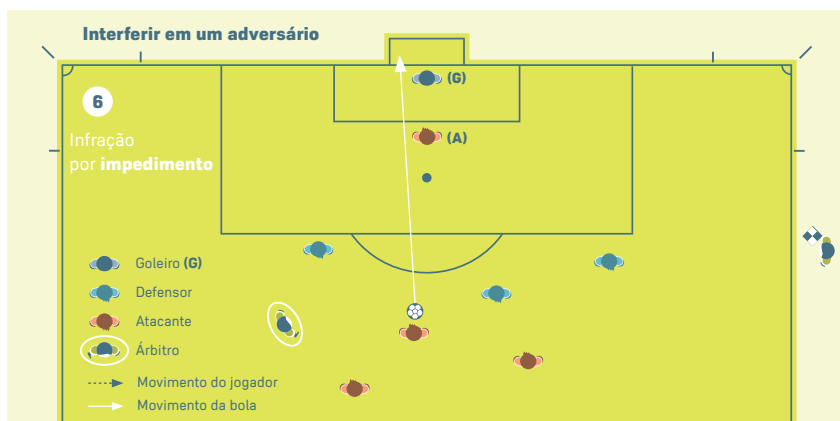 Interferir em um adversário
(G)
6
(A)
Infração
por impedimento
Goleiro (G)
Defensor
Atacante
Árbitro
Movimento do jogador
Movimento da bola